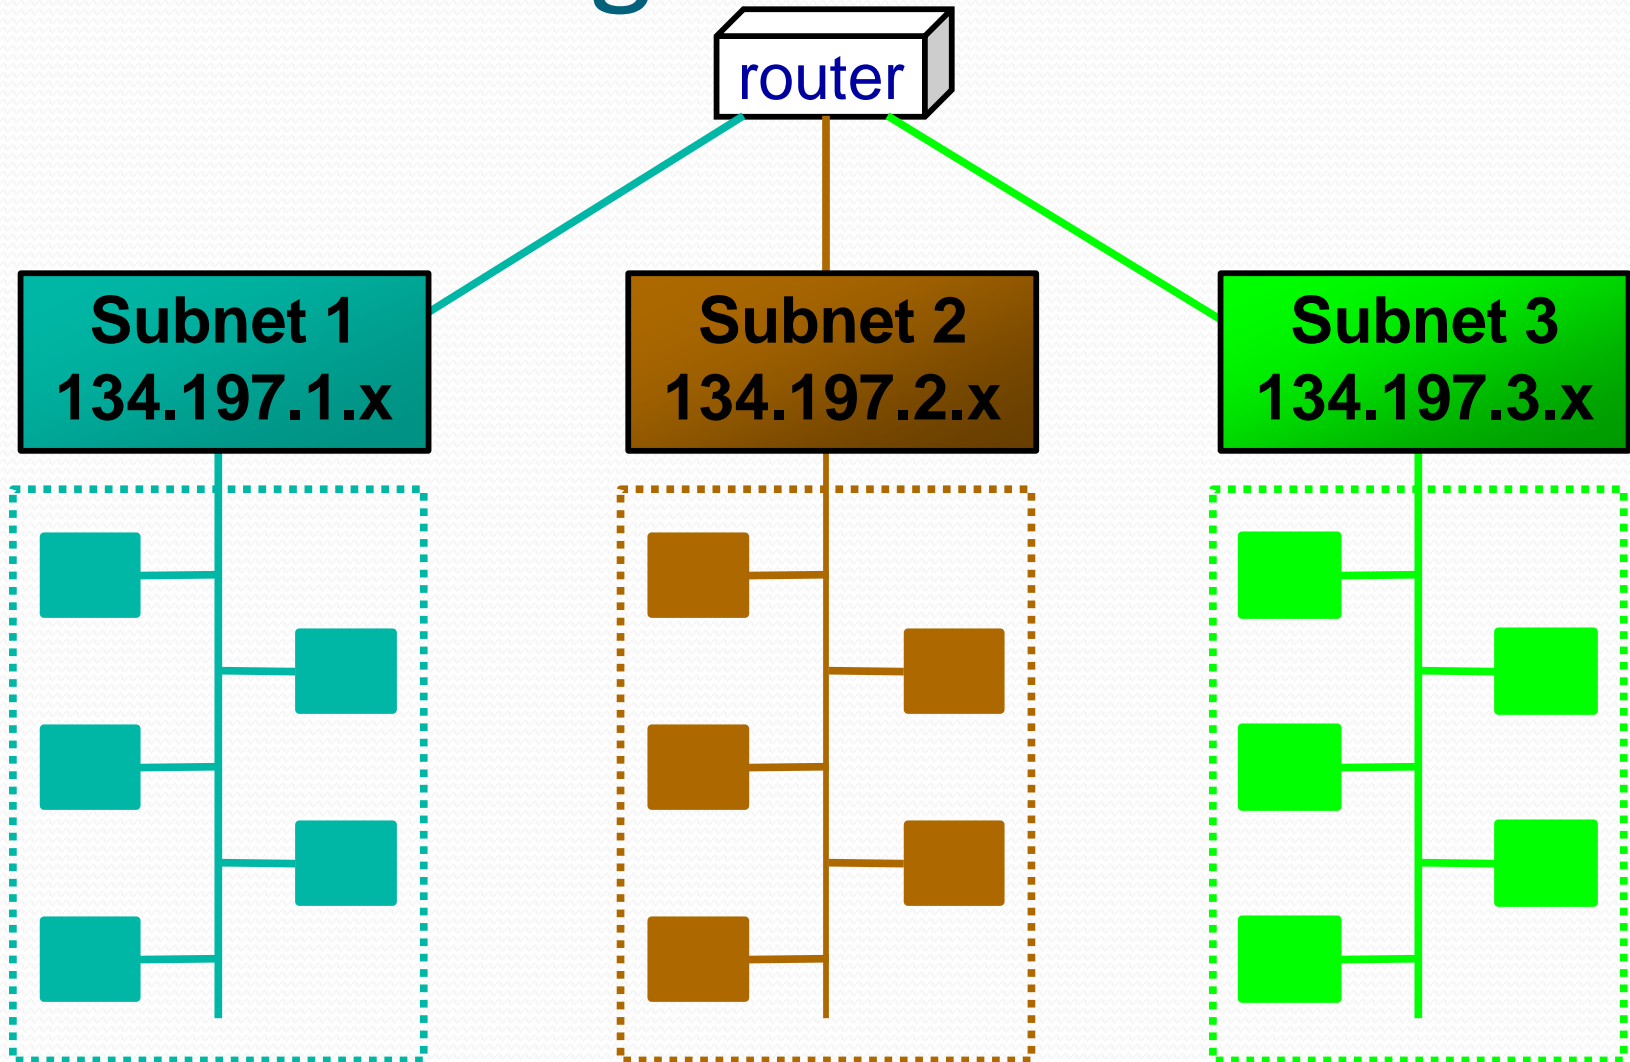 router
Subnet 1
134.197.1.x
Subnet 2
134.197.2.x
Subnet 3
134.197.3.x